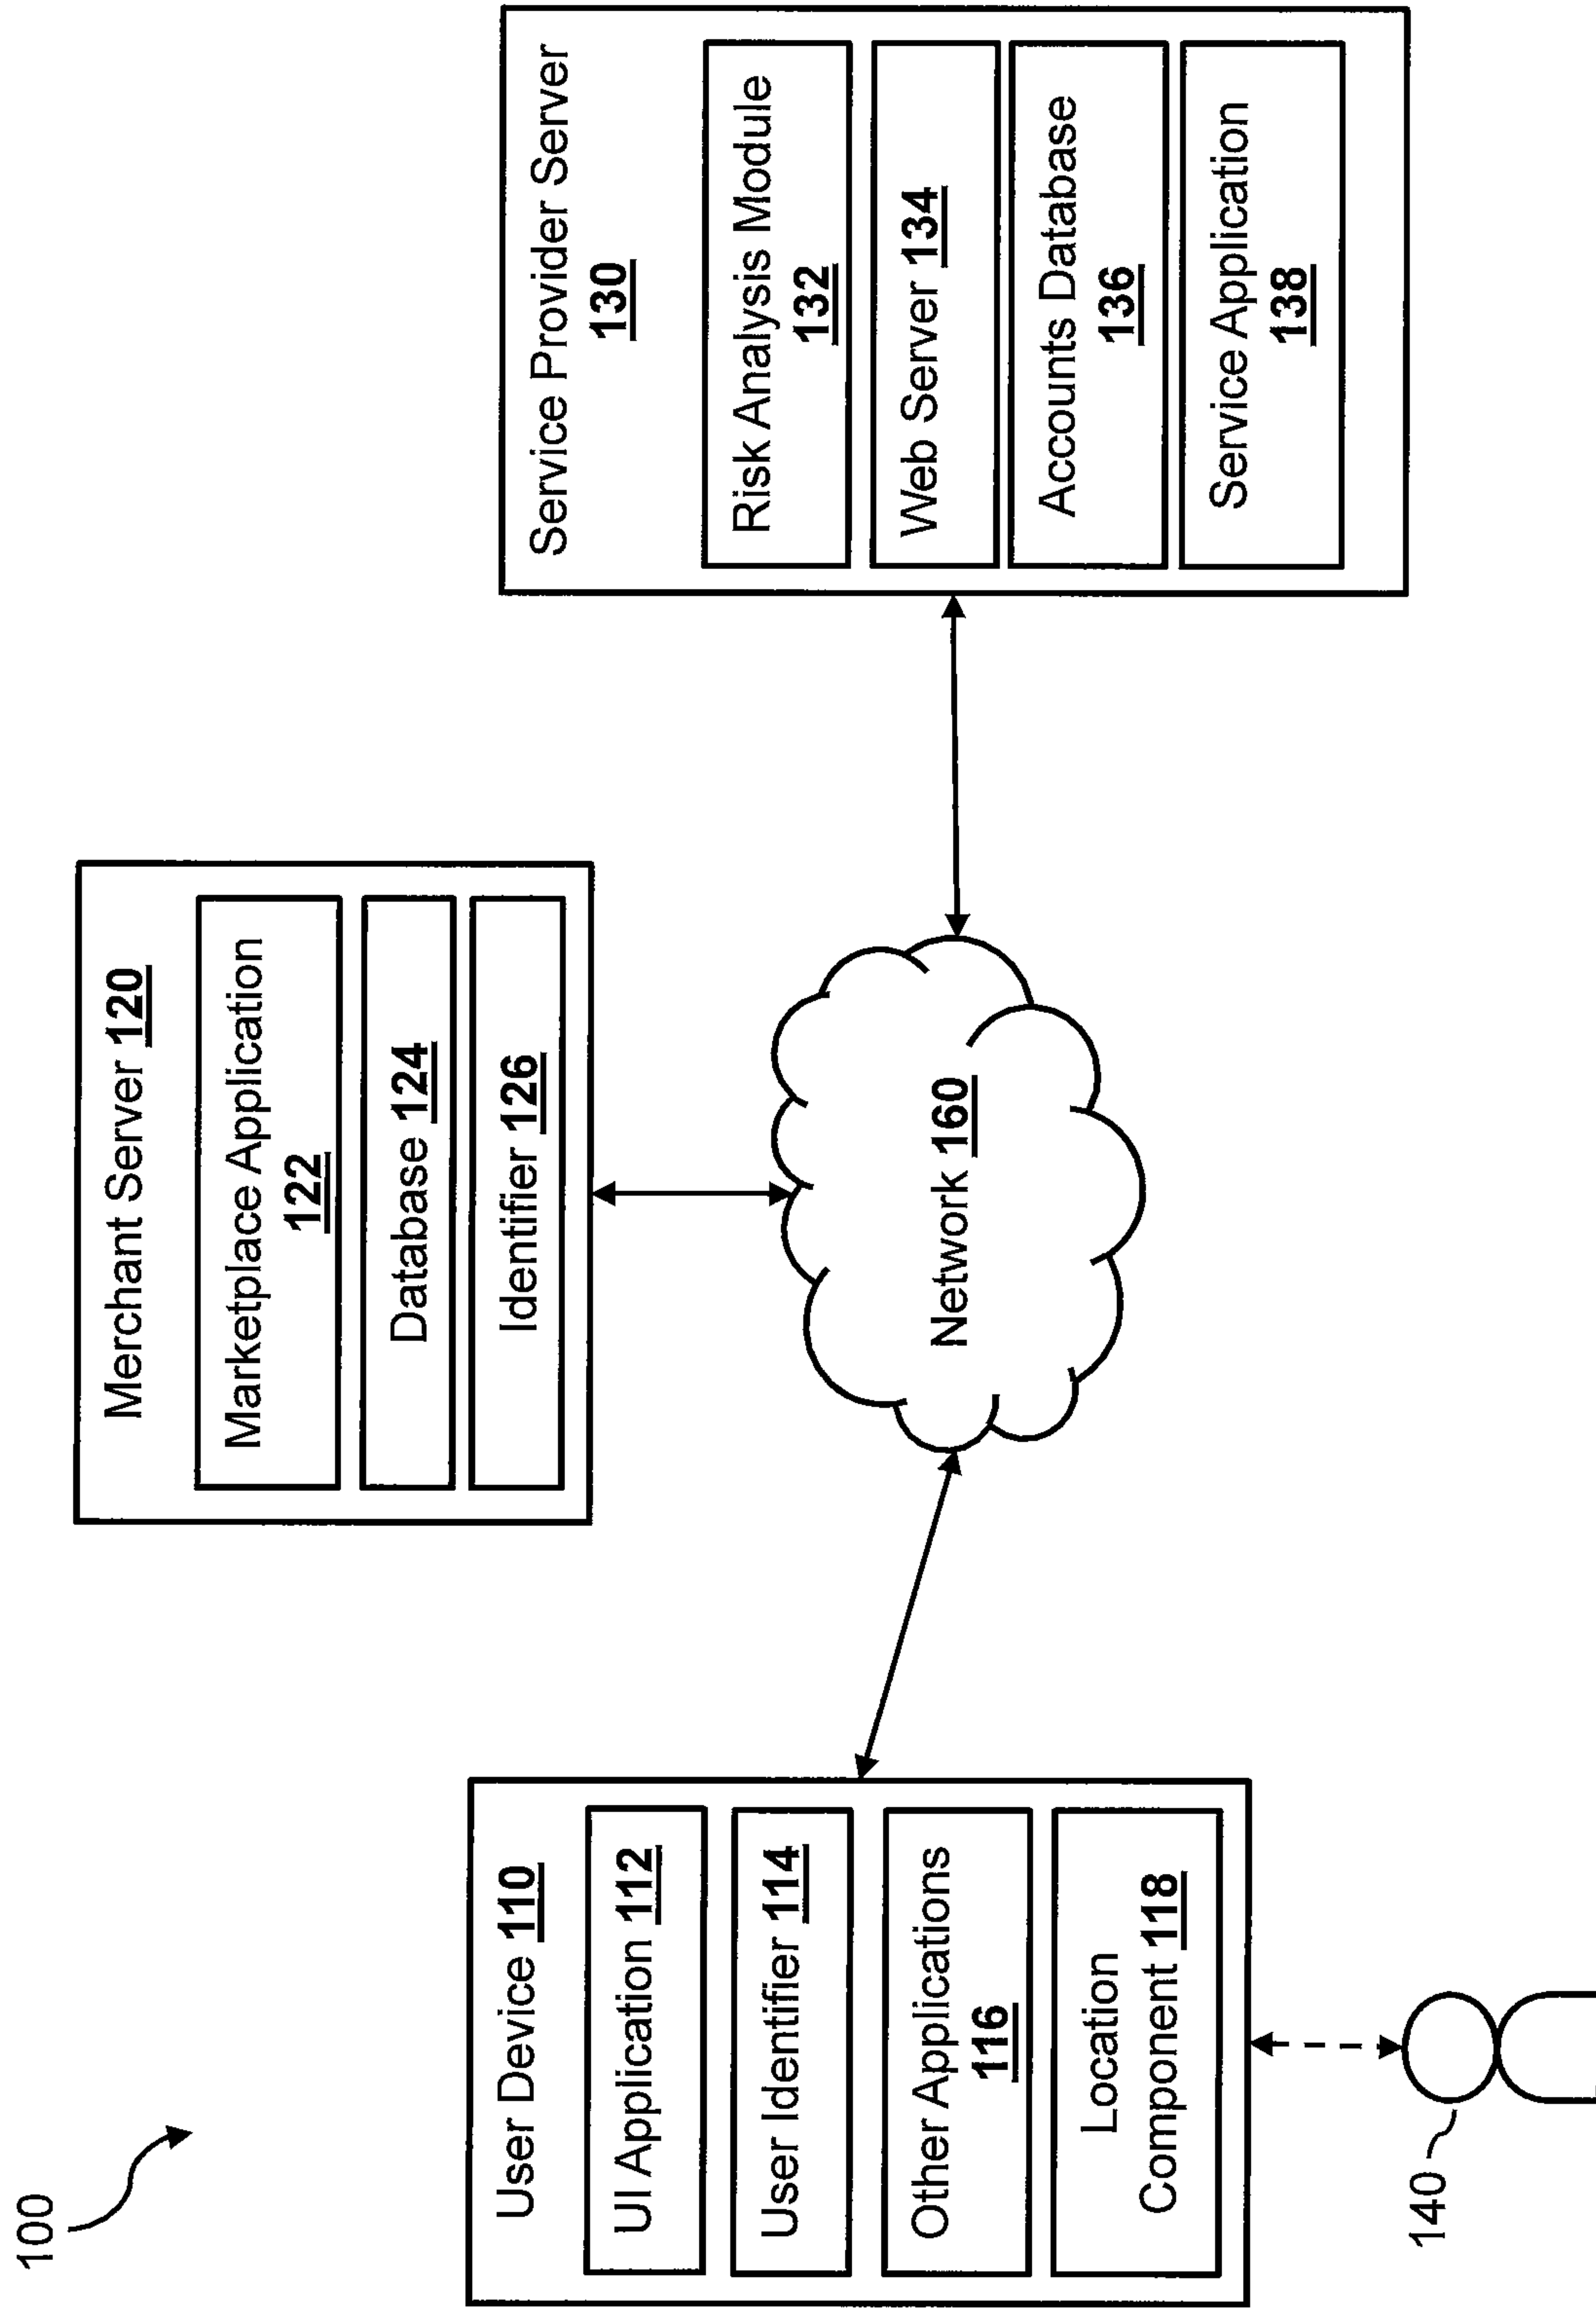 100
Merchant Server 120
Marketplace Application
122
Database 124
Identifier 126
User Device 110
UI Application 112
User Identifier 114
Other Applications
116
Location
Component 118
140
Network 160
Service Provider Server
130
Risk Analysis Module
132
Web Server 134
Accounts Database
136
Service Application
138